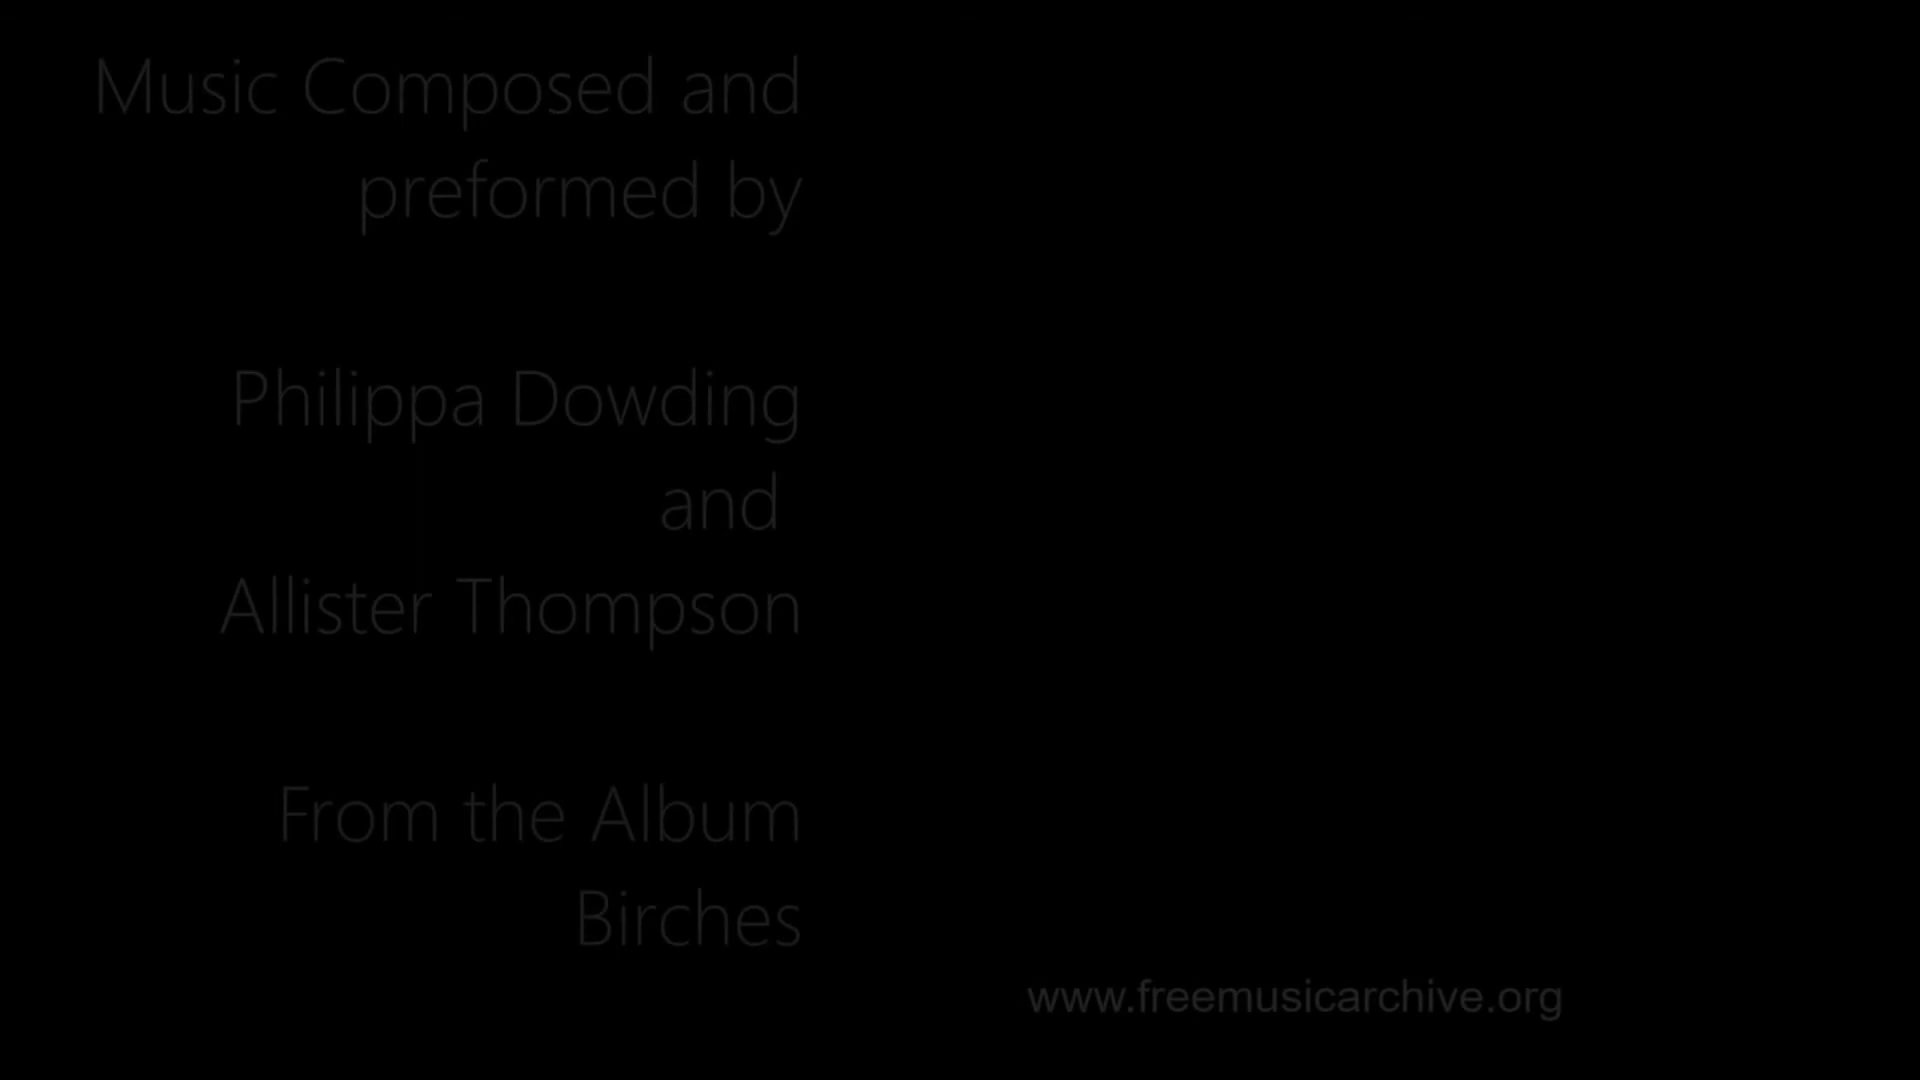 Music Composed and
preformed by
Philippa Dowding
and
Allister Thompson
From the Album
Birches
www.freemusicarchive.org